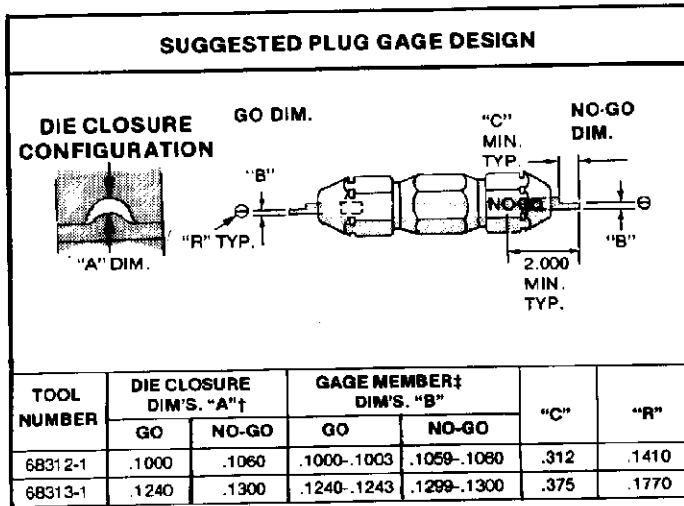 SUGGESTED PLUG GAGE DESIGN
DIE CLOSURE
CONFIGURATION
"A" DIM.
GO DIM.
"B"
"R" TYP.
"C"
MIN.
TYP.
NO-GO
DIM.
NO-GO
"B"
2.000
MIN.
TYP.
TOOL
NUMBER
DIE CLOSURE
DIM'S. "A"†
GAGE MEMBER‡
DIM'S. "B"
"C"
"R"
GO NO-GO GO NO-GO
68312-1 .1000 .1060 .1000-.1003 .1059-.1060 .312 .1410
68313-1 .1240 .1300 .1240-.1243 .1299-.1300 .375 .1770